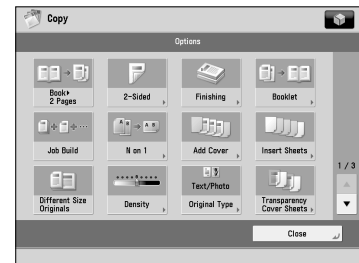 Copy
Options
Book▸
2 Pages
2-Sided
Finishing
Booklet
Job Build
N on 1
Add Cover
Insert Sheets
1 / 3
Text/Photo
Different Size
Originals
Density
Original Type
Transparency
Cover Sheets
Close